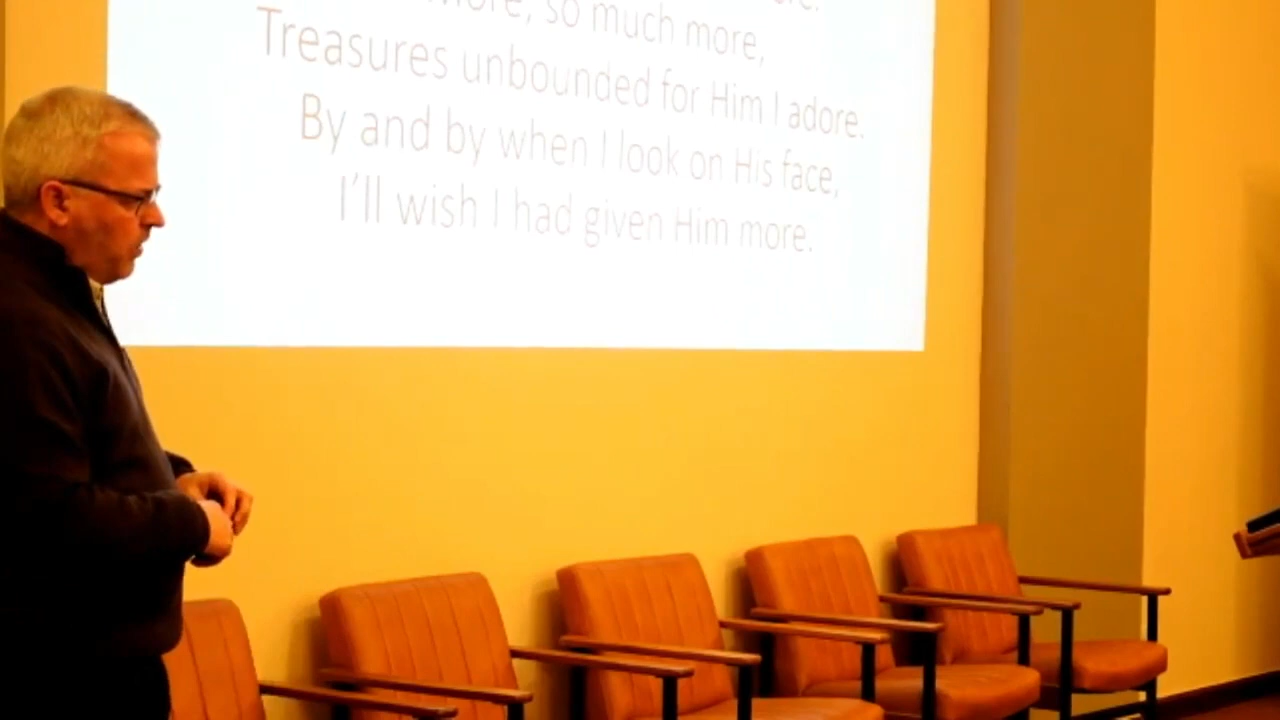 more, so much more,
Treasures unbounded for Him I adore.
By and by when I look on His face,
I'll wish I had given Him more.